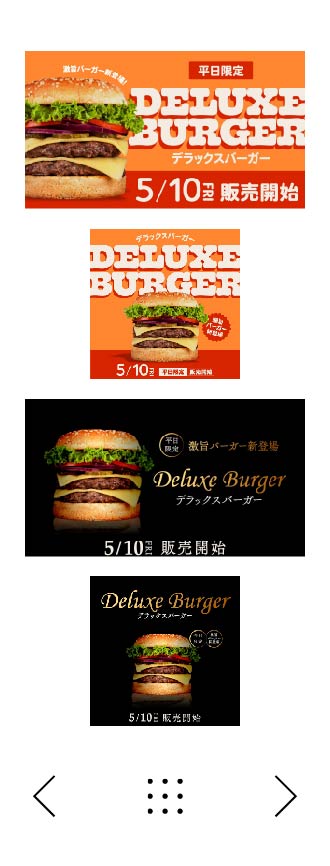 激旨バーガー新登場!
平日限定
DELUXE
BURGER
デラックスバーガー
5/10 FRI 販売開始
デラックスバーガー
DELUXE
BURGER
激旨
バーガー
新登場
5/10 FRI 平日限定 販売開始
平日
限定
激旨バーガー新登場
Deluxe Burger
デラックスバーガー
5/10 FRI 販売開始
Deluxe Burger
デラックスバーガー
5/10 FRI 販売開始